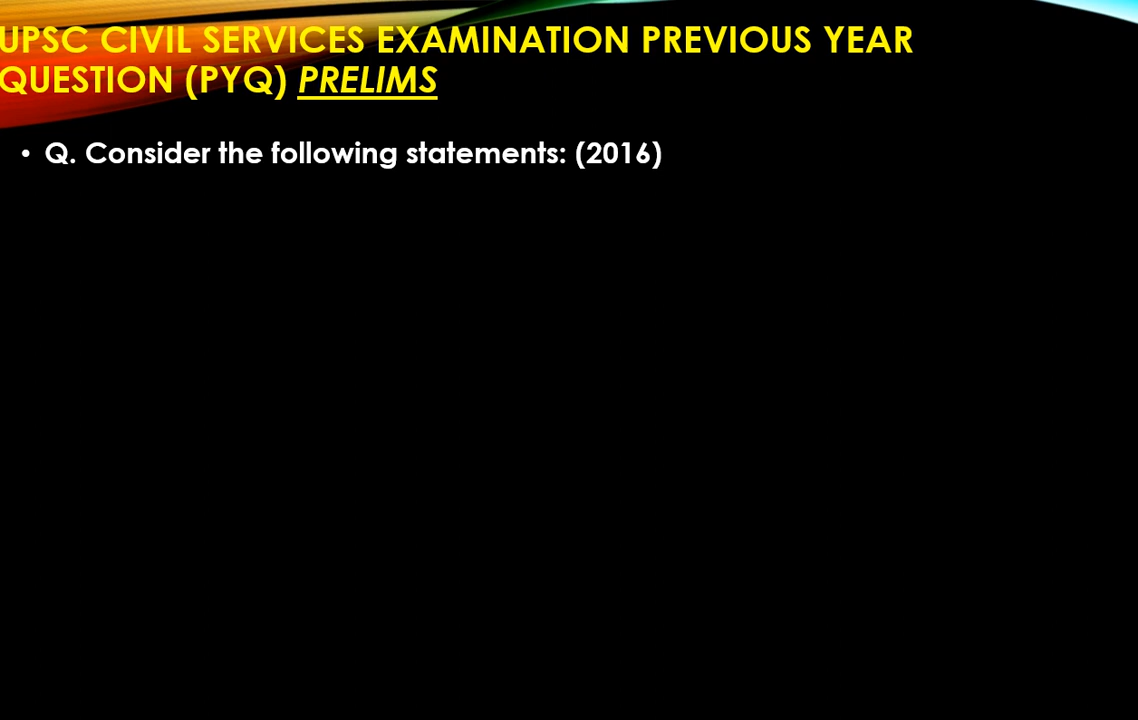 UPSC CIVIL SERVICES EXAMINATION PREVIOUS YEAR
QUESTION (PYQ) PRELIMS
• Q. Consider the following statements: (2016)